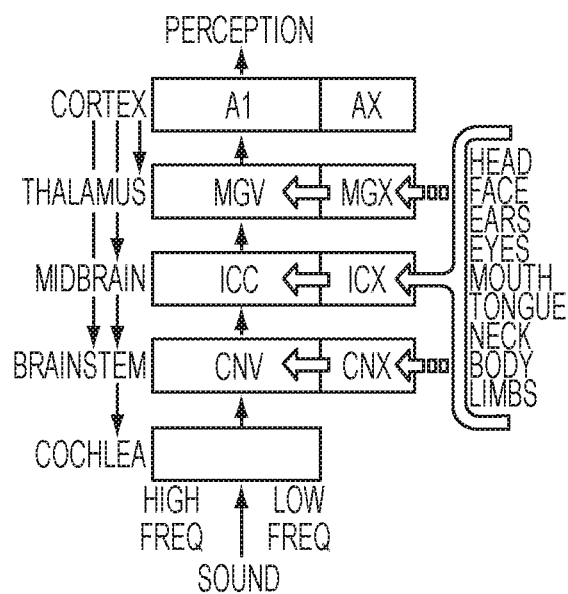 PERCEPTION
CORTEX A1 AX
THALAMUS MGV MGX
MIDBRAIN ICC ICX
BRAINSTEM CNV CNX
COCHLEA
HIGH FREQ
LOW FREQ
SOUND
HEAD
FACE
EARS
EYES
MOUTH
TONGUE
NECK
BODY
LIMBS